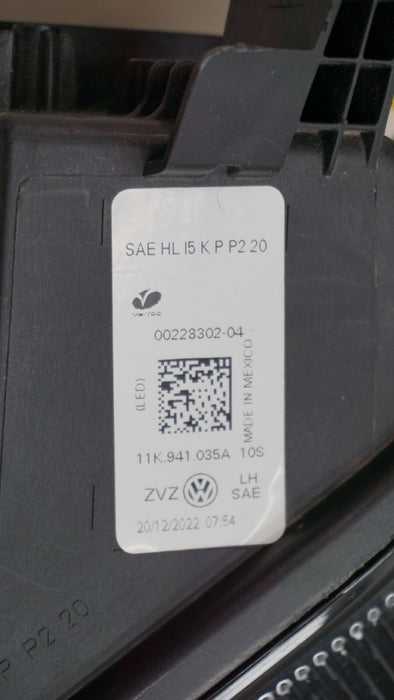 SAE HL I5 K P P2 20
Valeo
00228302-04
(LED)
MADE IN MEXICO
11K.941.035A 10S
ZVZ
LH
SAE
20/12/2022 07:54
P P2 20